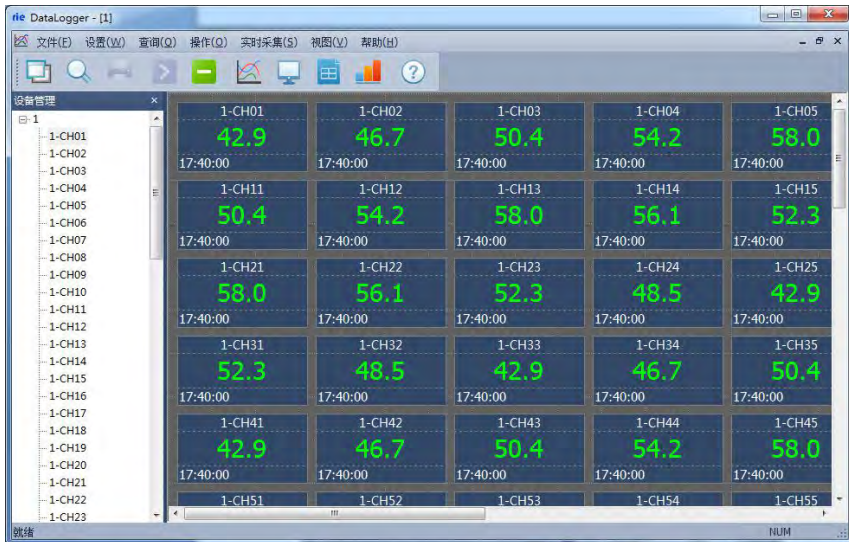 rie DataLogger - [1]
文件(F) 设置(W) 查询(Q) 操作(O) 实时采集(S) 视图(V) 帮助(H)
设备管理
1
1-CH01
1-CH02
1-CH03
1-CH04
1-CH05
1-CH06
1-CH07
1-CH08
1-CH09
1-CH10
1-CH11
1-CH12
1-CH13
1-CH14
1-CH15
1-CH16
1-CH17
1-CH18
1-CH19
1-CH20
1-CH21
1-CH22
1-CH23
1-CH01 1-CH02 1-CH03 1-CH04 1-CH05
42.9 46.7 50.4 54.2 58.0
17:40:00 17:40:00 17:40:00 17:40:00 17:40:00
1-CH11 1-CH12 1-CH13 1-CH14 1-CH15
50.4 54.2 58.0 56.1 52.3
17:40:00 17:40:00 17:40:00 17:40:00 17:40:00
1-CH21 1-CH22 1-CH23 1-CH24 1-CH25
58.0 56.1 52.3 48.5 42.9
17:40:00 17:40:00 17:40:00 17:40:00 17:40:00
1-CH31 1-CH32 1-CH33 1-CH34 1-CH35
52.3 48.5 42.9 46.7 50.4
17:40:00 17:40:00 17:40:00 17:40:00 17:40:00
1-CH41 1-CH42 1-CH43 1-CH44 1-CH45
42.9 46.7 50.4 54.2 58.0
17:40:00 17:40:00 17:40:00 17:40:00 17:40:00
1-CH51 1-CH52 1-CH53 1-CH54 1-CH55
就绪 NUM